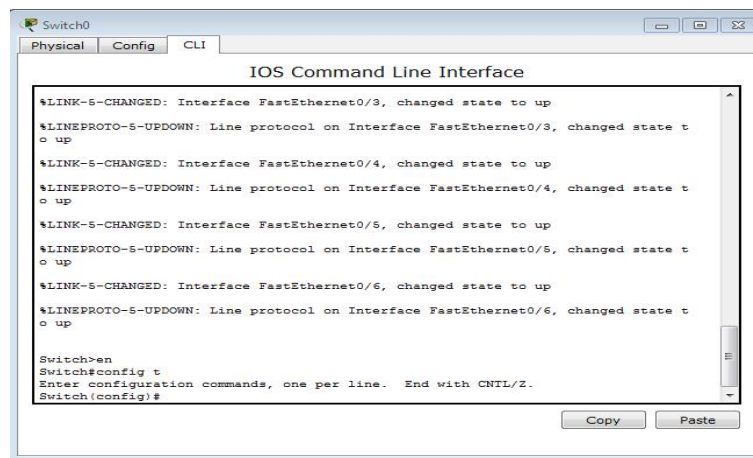 Switch0
Physical Config CLI
IOS Command Line Interface
%LINK-5-CHANGED: Interface FastEthernet0/3, changed state to up
%LINEPROTO-5-UPDOWN: Line protocol on Interface FastEthernet0/3, changed state t
o up
%LINK-5-CHANGED: Interface FastEthernet0/4, changed state to up
%LINEPROTO-5-UPDOWN: Line protocol on Interface FastEthernet0/4, changed state t
o up
%LINK-5-CHANGED: Interface FastEthernet0/5, changed state to up
%LINEPROTO-5-UPDOWN: Line protocol on Interface FastEthernet0/5, changed state t
o up
%LINK-5-CHANGED: Interface FastEthernet0/6, changed state to up
%LINEPROTO-5-UPDOWN: Line protocol on Interface FastEthernet0/6, changed state t
o up
Switch>en
Switch#config t
Enter configuration commands, one per line. End with CNTL/Z.
Switch(config)#
Copy Paste